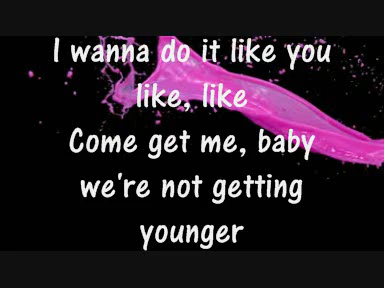 I wanna do it like you
like, like
Come get me, baby
we're not getting
younger